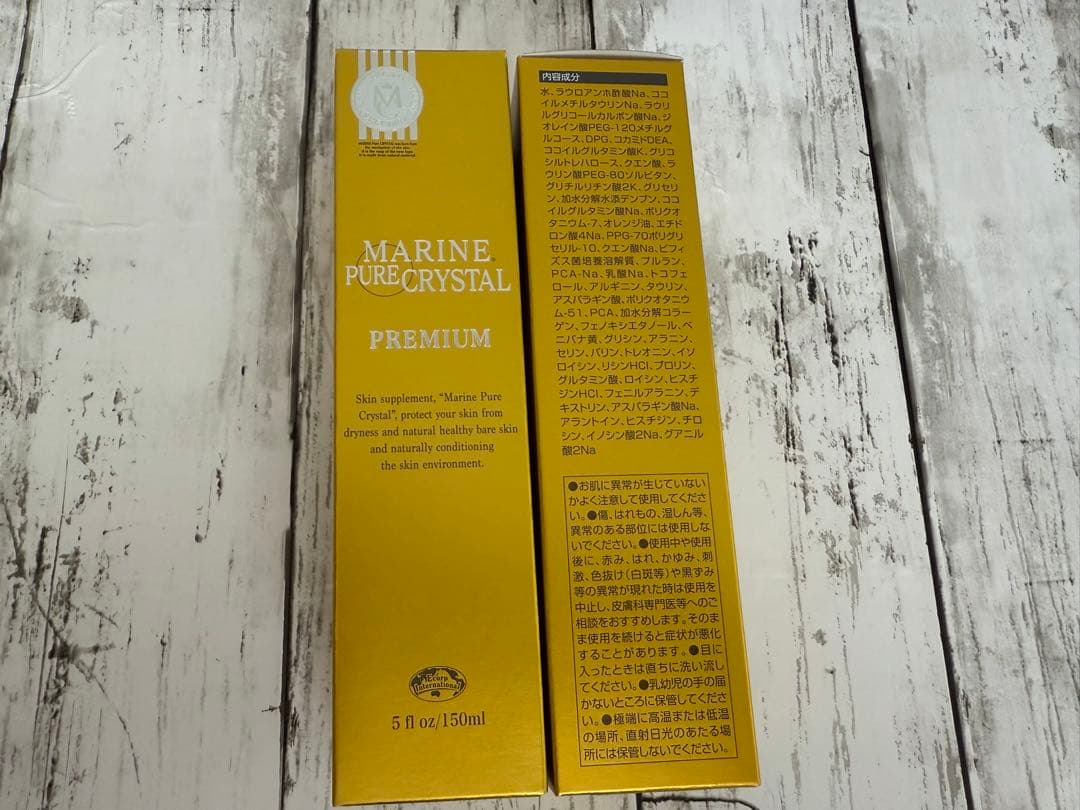 MARINE
PURE CRYSTAL
PREMIUM
Skin supplement, "Marine Pure
Crystal", protect your skin from
dryness and natural healthy bare skin
and naturally conditioning
the skin environment.
Ecorp
International
5 fl oz/150ml
内容成分
水、ラウロアンホ酢酸Na、ココ
イルメチルタウリンNa、ラウリ
ルグリコールカルボン酸Na、ジ
オレイン酸PEG-120メチルグ
ルコース、DPG、コカミドDEA、
ココイルグルタミン酸K、グリコ
シルトレハロース、クエン酸、ラ
ウリン酸PEG-80ソルビタン、
グリチルリチン酸2K、グリセリ
ン、加水分解水添デンプン、ココ
イルグルタミン酸Na、ポリクオ
タニウム-7、オレンジ油、エチド
ロン酸4Na、PPG-70ポリグリ
セリル-10、クエン酸Na、ビフィ
ズス菌培養溶解質、プルラン、
PCA-Na、乳酸Na、トコフェ
ロール、アルギニン、タウリン、
アスパラギン酸、ポリクオタニウ
ム-51、PCA、加水分解コラー
ゲン、フェノキシエタノール、ベ
ニバナ黄、グリシン、アラニン、
セリン、バリン、トレオニン、イソ
ロイシン、リシンHCl、プロリン、
グルタミン酸、ロイシン、ヒスチ
ジンHCl、フェニルアラニン、デ
キストリン、アスパラギン酸Na、
アラントイン、ヒスチジン、チロ
シン、イノシン酸2Na、グアニル
酸2Na
●お肌に異常が生じていない
かよく注意して使用してくださ
い。●傷、はれもの、湿しん等、
異常のある部位には使用しな
いでください。●使用中や使用
後に、赤み、はれ、かゆみ、刺
激、色抜け(白斑等)や黒ずみ
等の異常が現れた時は使用を
中止し、皮膚科専門医等へのご
相談をおすすめします。そのま
ま使用を続けると症状が悪化
することがあります。●目に
入ったときは直ちに洗い流し
てください。●乳幼児の手の届
かないところに保管してくださ
い。●極端に高温または低温
の場所、直射日光のあたる場
所には保管しないでください。